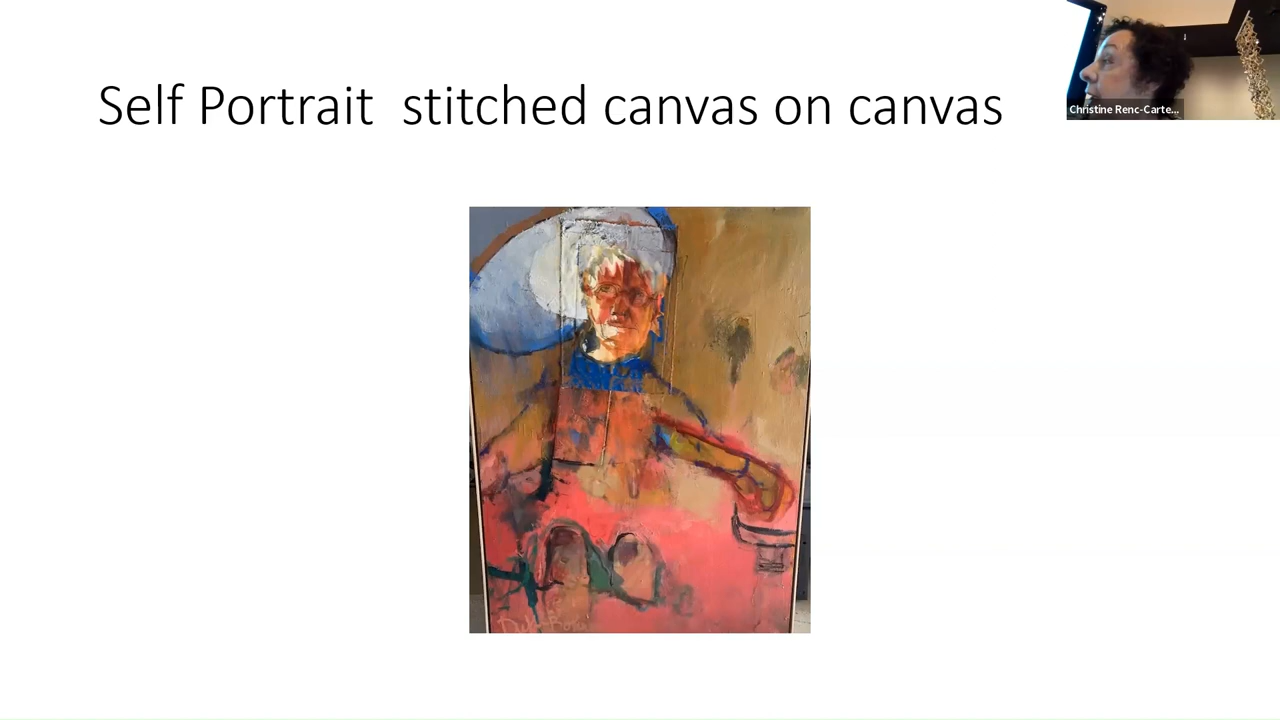 Self Portrait  stitched canvas on canvas
Christine Renc-Carte...